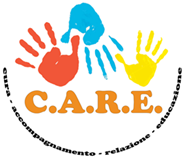 C.A.R.E.
cura - accompagnamento - relazione - educazione